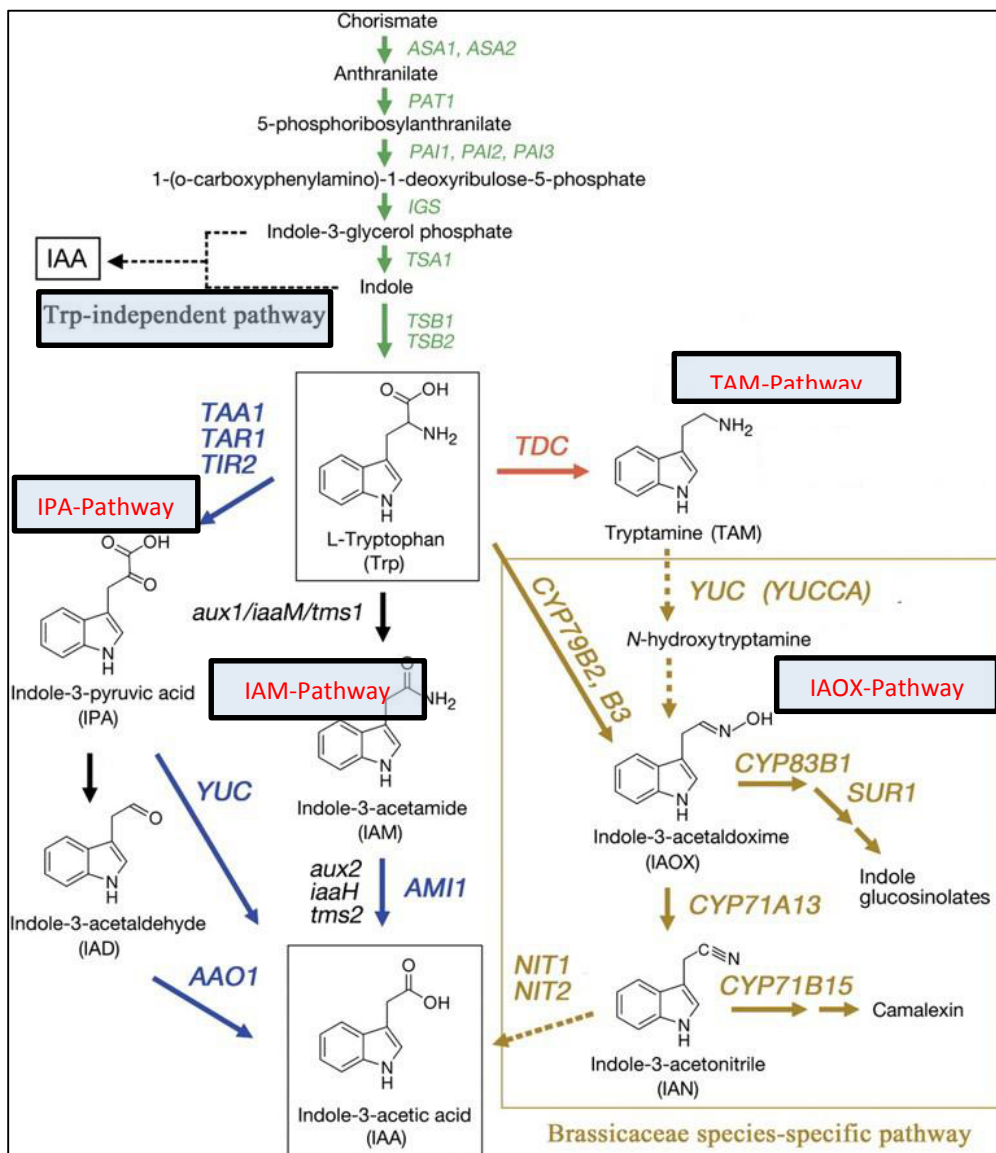 Chorismate
ASA1, ASA2
Anthranilate
PAT1
5-phosphoribosylanthranilate
PAI1, PAI2, PAI3
1-(o-carboxyphenylamino)-1-deoxyribulose-5-phosphate
IGS
Indole-3-glycerol phosphate
IAA
TSA1
Indole
Trp-independent pathway
TSB1
TSB2
TAM-Pathway
TAA1
TAR1
TIR2
OH
O
NH2
N
H
L-Tryptophan
(Trp)
TDC
NH2
N
H
Tryptamine (TAM)
IPA-Pathway
OH
O
O
N
H
Indole-3-pyruvic acid
(IPA)
aux1/iaaM/tms1
CYP79B2, B3
YUC (YUCCA)
N-hydroxytryptamine
IAM-Pathway
O
NH2
N
H
Indole-3-acetamide
(IAM)
IAOX-Pathway
N
OH
N
H
Indole-3-acetaldoxime
(IAOX)
CYP83B1
SUR1
Indole
glucosinolates
YUC
O
N
H
Indole-3-acetaldehyde
(IAD)
aux2
iaaH
tms2
AMI1
CYP71A13
AAO1
O
OH
N
H
Indole-3-acetic acid
(IAA)
NIT1
NIT2
N
N
H
Indole-3-acetonitrile
(IAN)
CYP71B15
Camalexin
Brassicaceae species-specific pathway